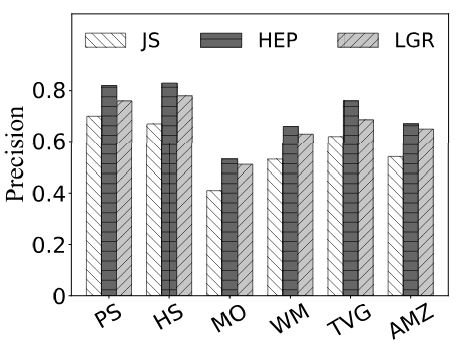 JS HEP LGR
Precision
0.8
0.6
0.4
0.2
0
PS HS MO WM TVG AMZ